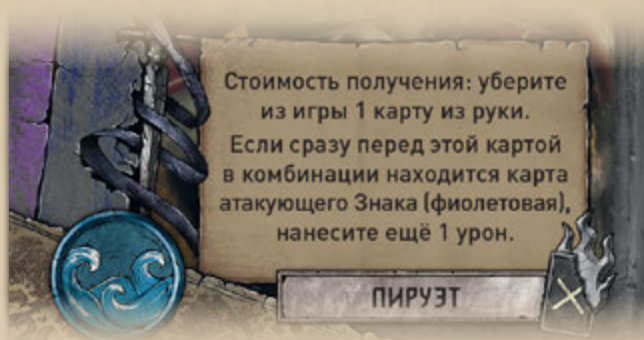 Стоимость получения: уберите
из игры 1 карту из руки.
Если сразу перед этой картой
в комбинации находится карта
атакующего Знака (фиолетовая),
нанесите ещё 1 урон.
ПИРУЭТ